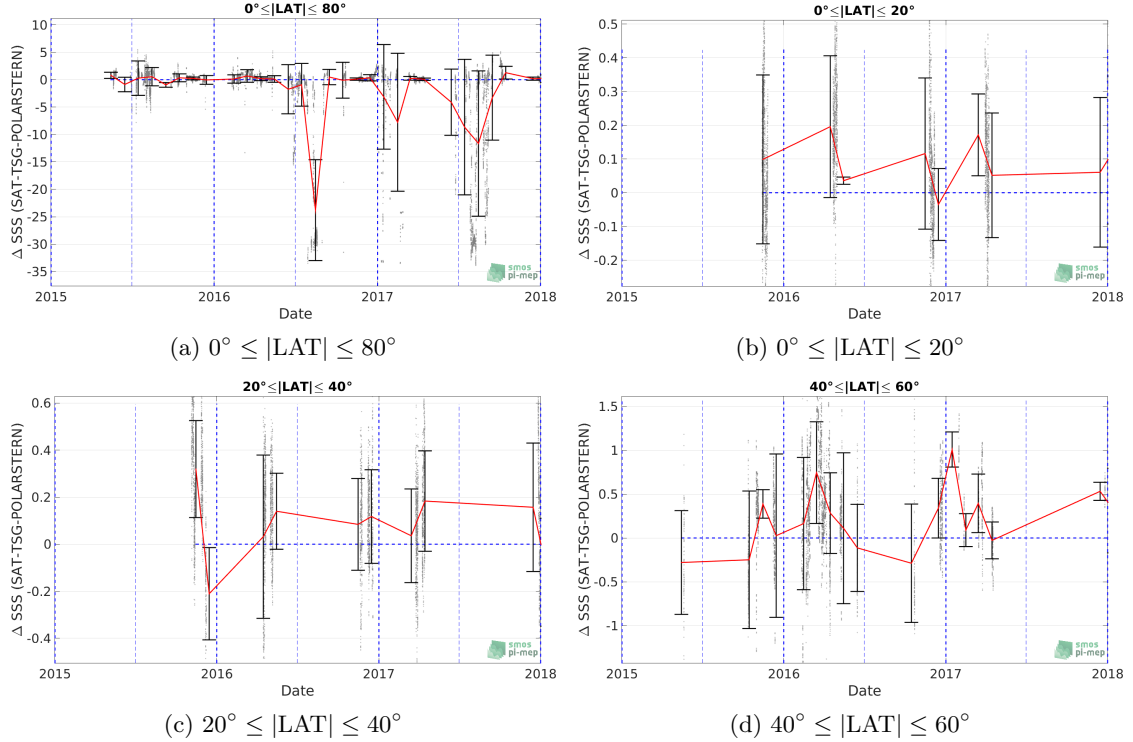 0°≤|LAT|≤ 80°
Δ SSS (SAT-TSG-POLARSTERN)
10
5
0
-5
-10
-15
-20
-25
-30
-35
2015
2016
2017
2018
Date
smos
pi-mep
(a) 0° ≤ |LAT| ≤ 80°
0°≤|LAT|≤ 20°
Δ SSS (SAT-TSG-POLARSTERN)
0.5
0.4
0.3
0.2
0.1
0
-0.1
-0.2
2015
2016
2017
2018
Date
smos
pi-mep
(b) 0° ≤ |LAT| ≤ 20°
20°≤|LAT|≤ 40°
Δ SSS (SAT-TSG-POLARSTERN)
0.6
0.4
0.2
0
-0.2
-0.4
2015
2016
2017
2018
Date
smos
pi-mep
(c) 20° ≤ |LAT| ≤ 40°
40°≤|LAT|≤ 60°
Δ SSS (SAT-TSG-POLARSTERN)
1.5
1
0.5
0
-0.5
-1
2015
2016
2017
2018
Date
smos
pi-mep
(d) 40° ≤ |LAT| ≤ 60°